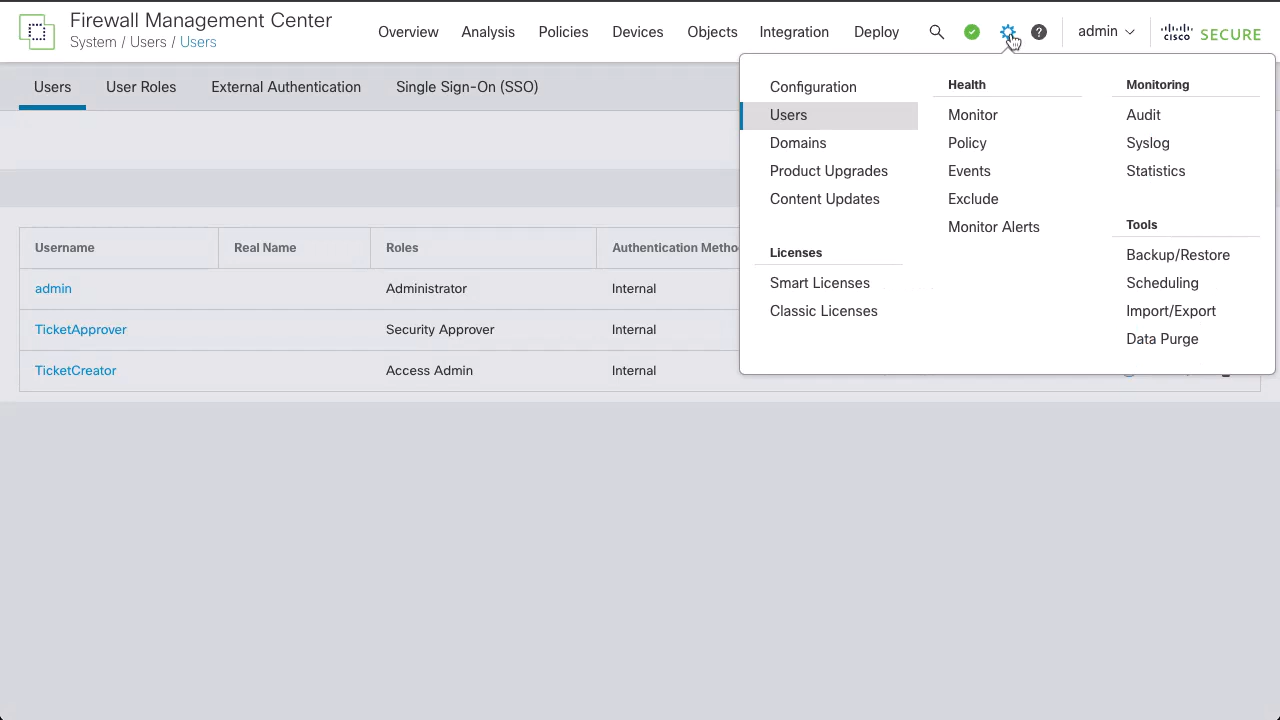 Firewall Management Center
System / Users / Users
Overview Analysis Policies Devices Objects Integration Deploy admin CISCO SECURE
Users User Roles External Authentication Single Sign-On (SSO)
Configuration
Users
Domains
Product Upgrades
Content Updates
Licenses
Smart Licenses
Classic Licenses
Health
Monitor
Policy
Events
Exclude
Monitor Alerts
Monitoring
Audit
Syslog
Statistics
Tools
Backup/Restore
Scheduling
Import/Export
Data Purge
Username Real Name Roles Authentication Metho
admin Administrator Internal
TicketApprover Security Approver Internal
TicketCreator Access Admin Internal